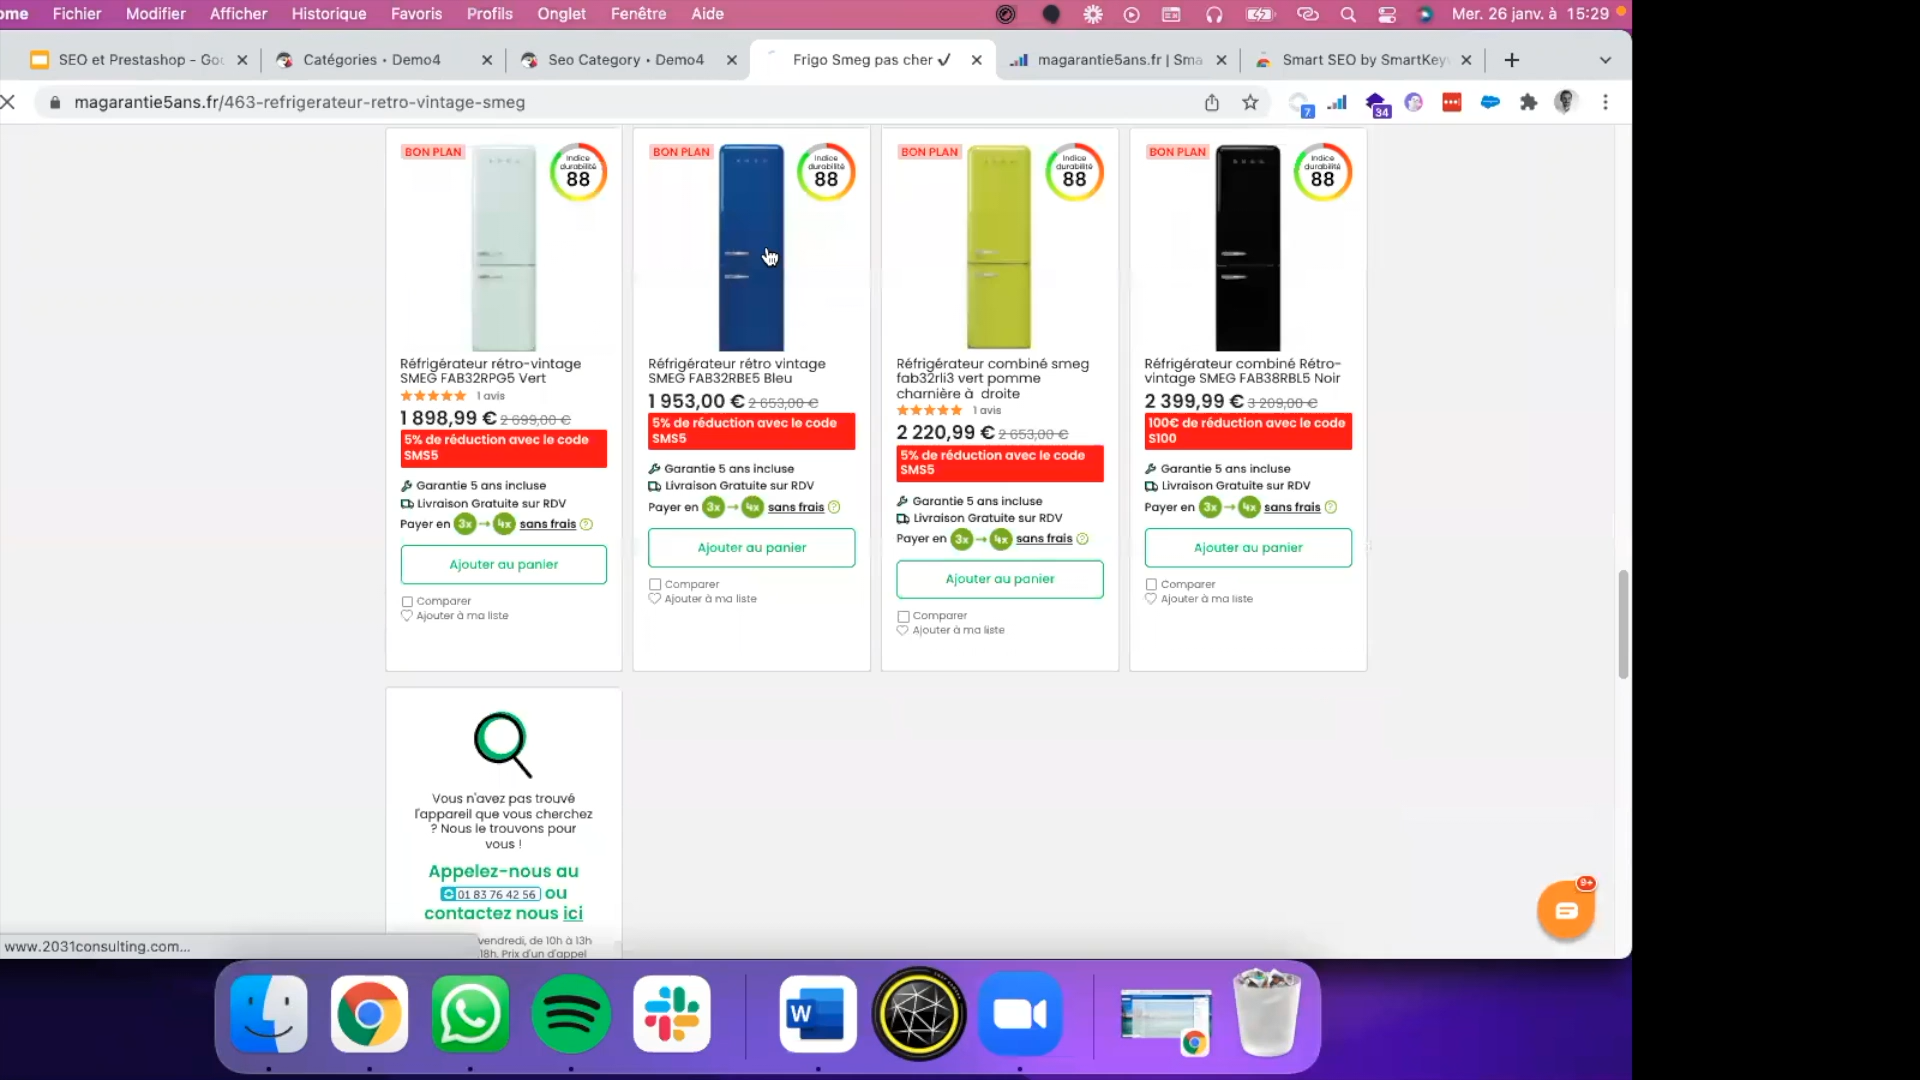 ome Fichier Modifier Afficher Historique Favoris Profils Onglet Fenêtre Aide Mer. 26 janv. à 15:29
SEO et Prestashop - Go Catégories • Demo4 Seo Category • Demo4 Frigo Smeg pas cher ✓ magarantie5ans.fr | Sma Smart SEO by SmartKey
magarantie5ans.fr/463-refrigerateur-retro-vintage-smeg
7
34
BON PLAN
Indice
durabilité
88
Réfrigérateur rétro-vintage
SMEG FAB32RPG5 Vert
1 avis
1 898,99 € 2 699,00 €
5% de réduction avec le code
SMS5
Garantie 5 ans incluse
Livraison Gratuite sur RDV
Payer en 3x → 4x sans frais ?
Ajouter au panier
Comparer
Ajouter à ma liste
BON PLAN
Indice
durabilité
88
Réfrigérateur rétro vintage
SMEG FAB32RBE5 Bleu
1 953,00 € 2 653,00 €
5% de réduction avec le code
SMS5
Garantie 5 ans incluse
Livraison Gratuite sur RDV
Payer en 3x → 4x sans frais ?
Ajouter au panier
Comparer
Ajouter à ma liste
BON PLAN
Indice
durabilité
88
Réfrigérateur combiné smeg
fab32rli3 vert pomme
charnière à droite
1 avis
2 220,99 € 2 653,00 €
5% de réduction avec le code
SMS5
Garantie 5 ans incluse
Livraison Gratuite sur RDV
Payer en 3x → 4x sans frais ?
Ajouter au panier
Comparer
Ajouter à ma liste
BON PLAN
Indice
durabilité
88
Réfrigérateur combiné Rétro-
vintage SMEG FAB38RBL5 Noir
2 399,99 € 3 209,00 €
100€ de réduction avec le code
S100
Garantie 5 ans incluse
Livraison Gratuite sur RDV
Payer en 3x → 4x sans frais ?
Ajouter au panier
Comparer
Ajouter à ma liste
Vous n'avez pas trouvé
l'appareil que vous cherchez
? Nous le trouvons pour
vous !
Appelez-nous au
01 83 76 42 56 ou
contactez nous ici
vendredi, de 10h à 13h
18h. Prix d'un d'appel
9+
www.2031consulting.com...
W